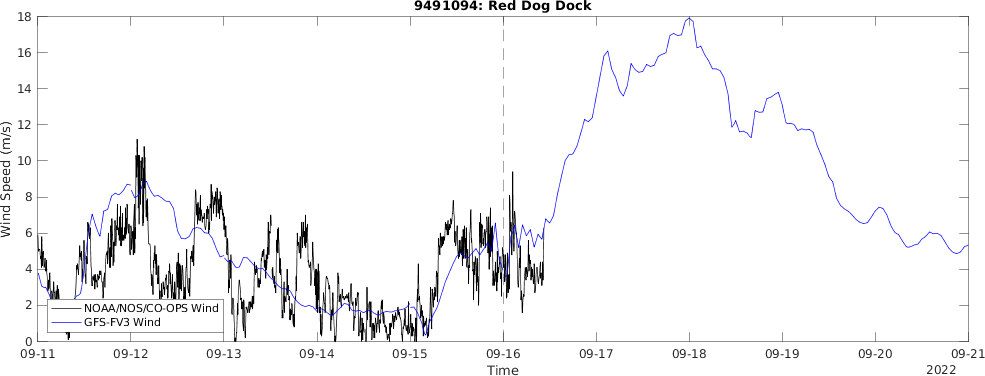 9491094: Red Dog Dock
18
16
14
12
10
8
6
4
2
0
Wind Speed (m/s)
NOAA/NOS/CO-OPS Wind
GFS-FV3 Wind
09-11 09-12 09-13 09-14 09-15 09-16 09-17 09-18 09-19 09-20 09-21
Time
2022